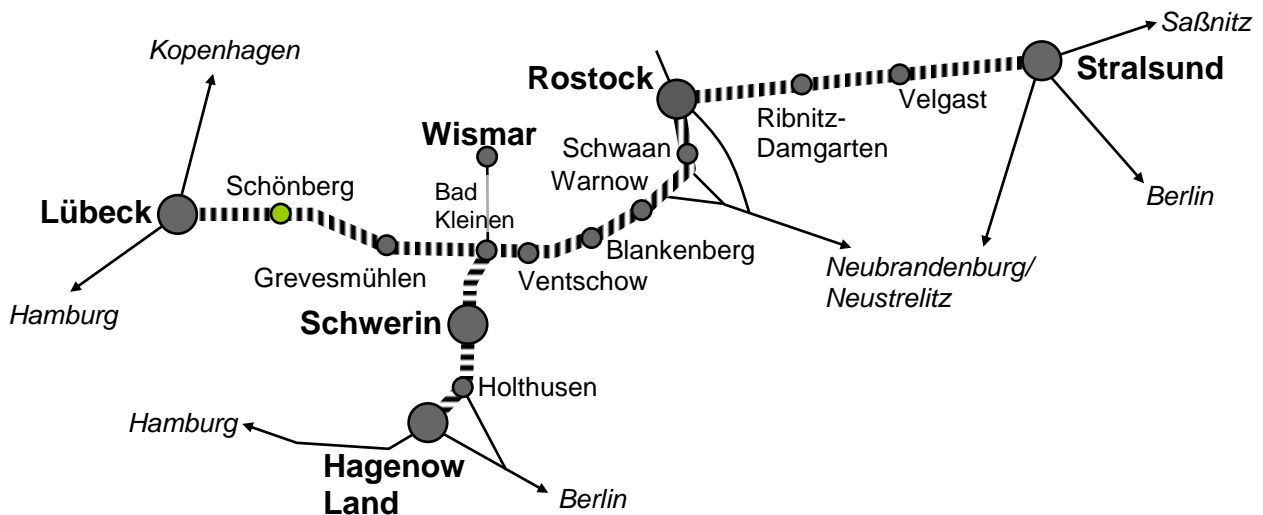 Saßnitz
Kopenhagen
Rostock
Stralsund
Velgast
Ribnitz-
Damgarten
Wismar
Schwaan
Warnow
Schönberg
Bad
Kleinen
Berlin
Lübeck
Blankenberg
Grevesmühlen
Ventschow
Neubrandenburg/
Neustrelitz
Hamburg
Schwerin
Holthusen
Hamburg
Hagenow
Land
Berlin